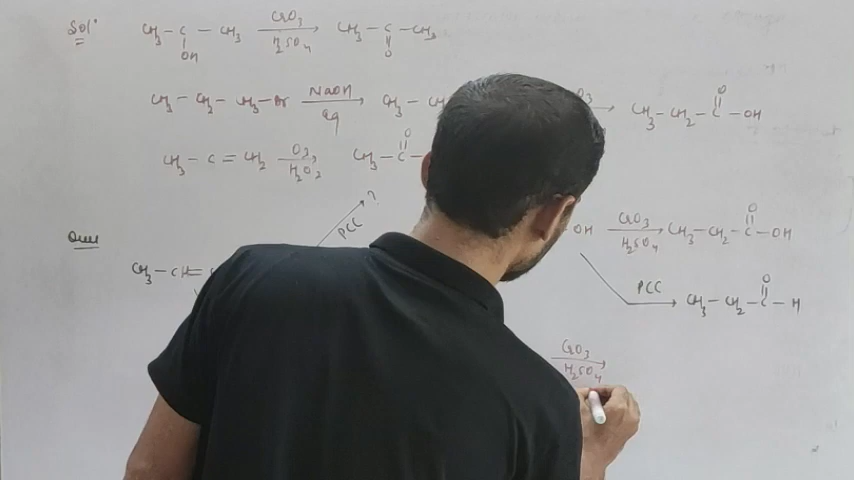 Sol.
CH3 – C – CH3 CrO3 H2SO4 CH3 – C – CH3
OH O
CH3 – CH2 – CH2 – Br NaOH aq CH3 – O3 CH3 – CH2 – C – OH
O
CH3 – C = CH2 O3 H2O2 CH3 – C –
O
PCC ?
OH CrO3 H2SO4 CH3 – CH2 – C – OH
O
Que
CH3 – CH =
PCC CH3 – CH2 – C – H
O
CrO3
H2SO4